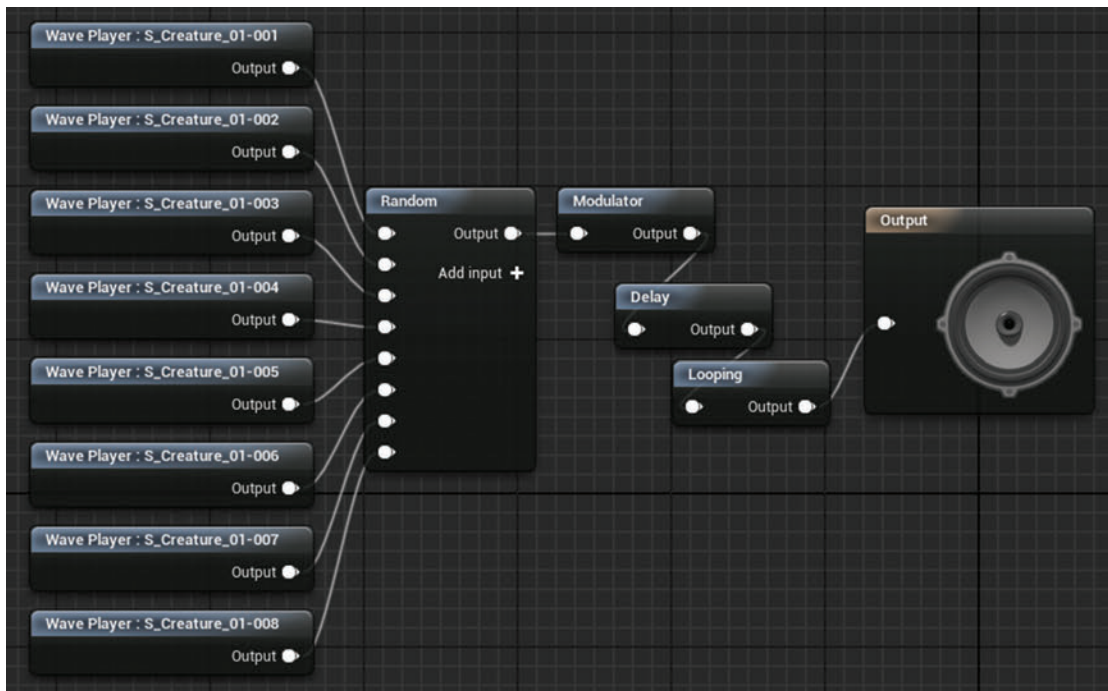 Wave Player : S_Creature_01-001
Output
Wave Player : S_Creature_01-002
Output
Wave Player : S_Creature_01-003
Output
Wave Player : S_Creature_01-004
Output
Wave Player : S_Creature_01-005
Output
Wave Player : S_Creature_01-006
Output
Wave Player : S_Creature_01-007
Output
Wave Player : S_Creature_01-008
Output
Random
Output
Add input
Modulator
Output
Delay
Output
Looping
Output
Output